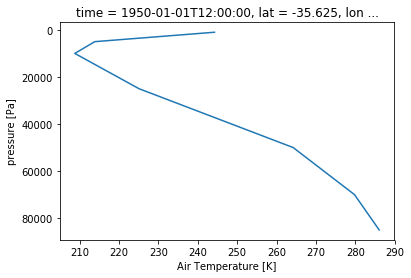 time = 1950-01-01T12:00:00, lat = -35.625, lon ...
0
20000
40000
60000
80000
pressure [Pa]
210 220 230 240 250 260 270 280 290
Air Temperature [K]